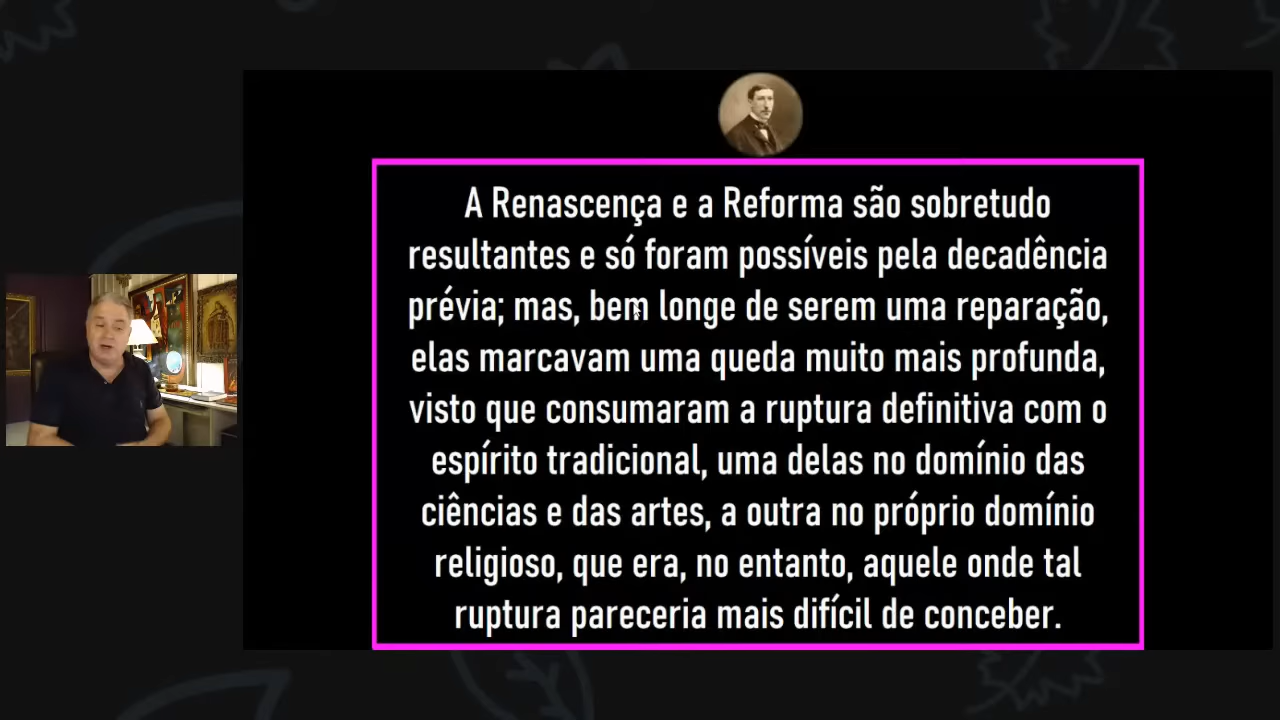 A Renascença e a Reforma são sobretudo
resultantes e só foram possíveis pela decadência
prévia; mas, bem longe de serem uma reparação,
elas marcavam uma queda muito mais profunda,
visto que consumaram a ruptura definitiva com o
espírito tradicional, uma delas no domínio das
ciências e das artes, a outra no próprio domínio
religioso, que era, no entanto, aquele onde tal
ruptura pareceria mais difícil de conceber.